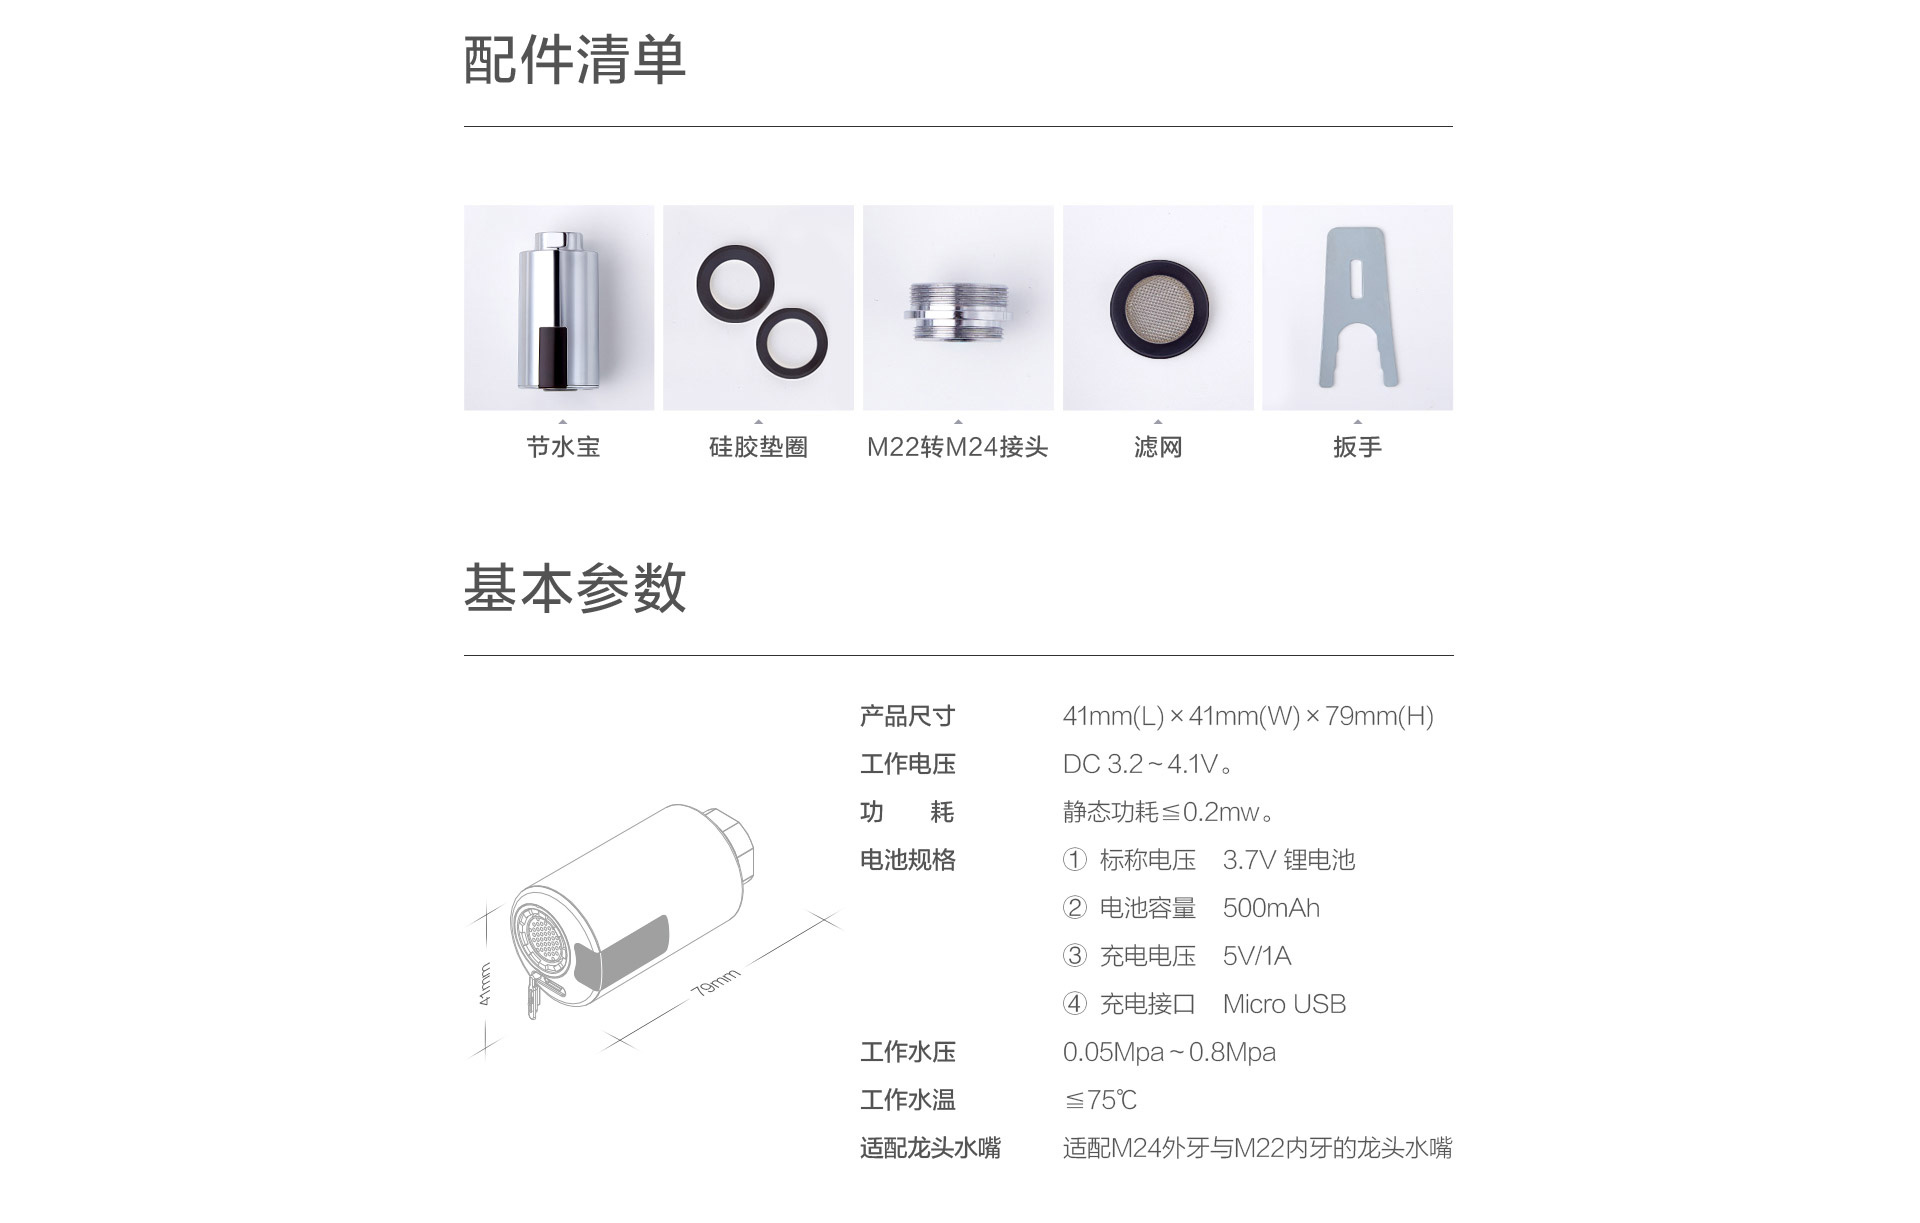 配件清单
节水宝
硅胶垫圈
M22转M24接头
滤网
扳手
基本参数
产品尺寸 41mm(L)×41mm(W)×79mm(H)
工作电压 DC 3.2~4.1V。
功 耗 静态功耗≦0.2mw。
电池规格 ① 标称电压 3.7V 锂电池
② 电池容量 500mAh
③ 充电电压 5V/1A
④ 充电接口 Micro USB
工作水压 0.05Mpa~0.8Mpa
工作水温 ≦75℃
适配龙头水嘴 适配M24外牙与M22内牙的龙头水嘴
41mm
79mm